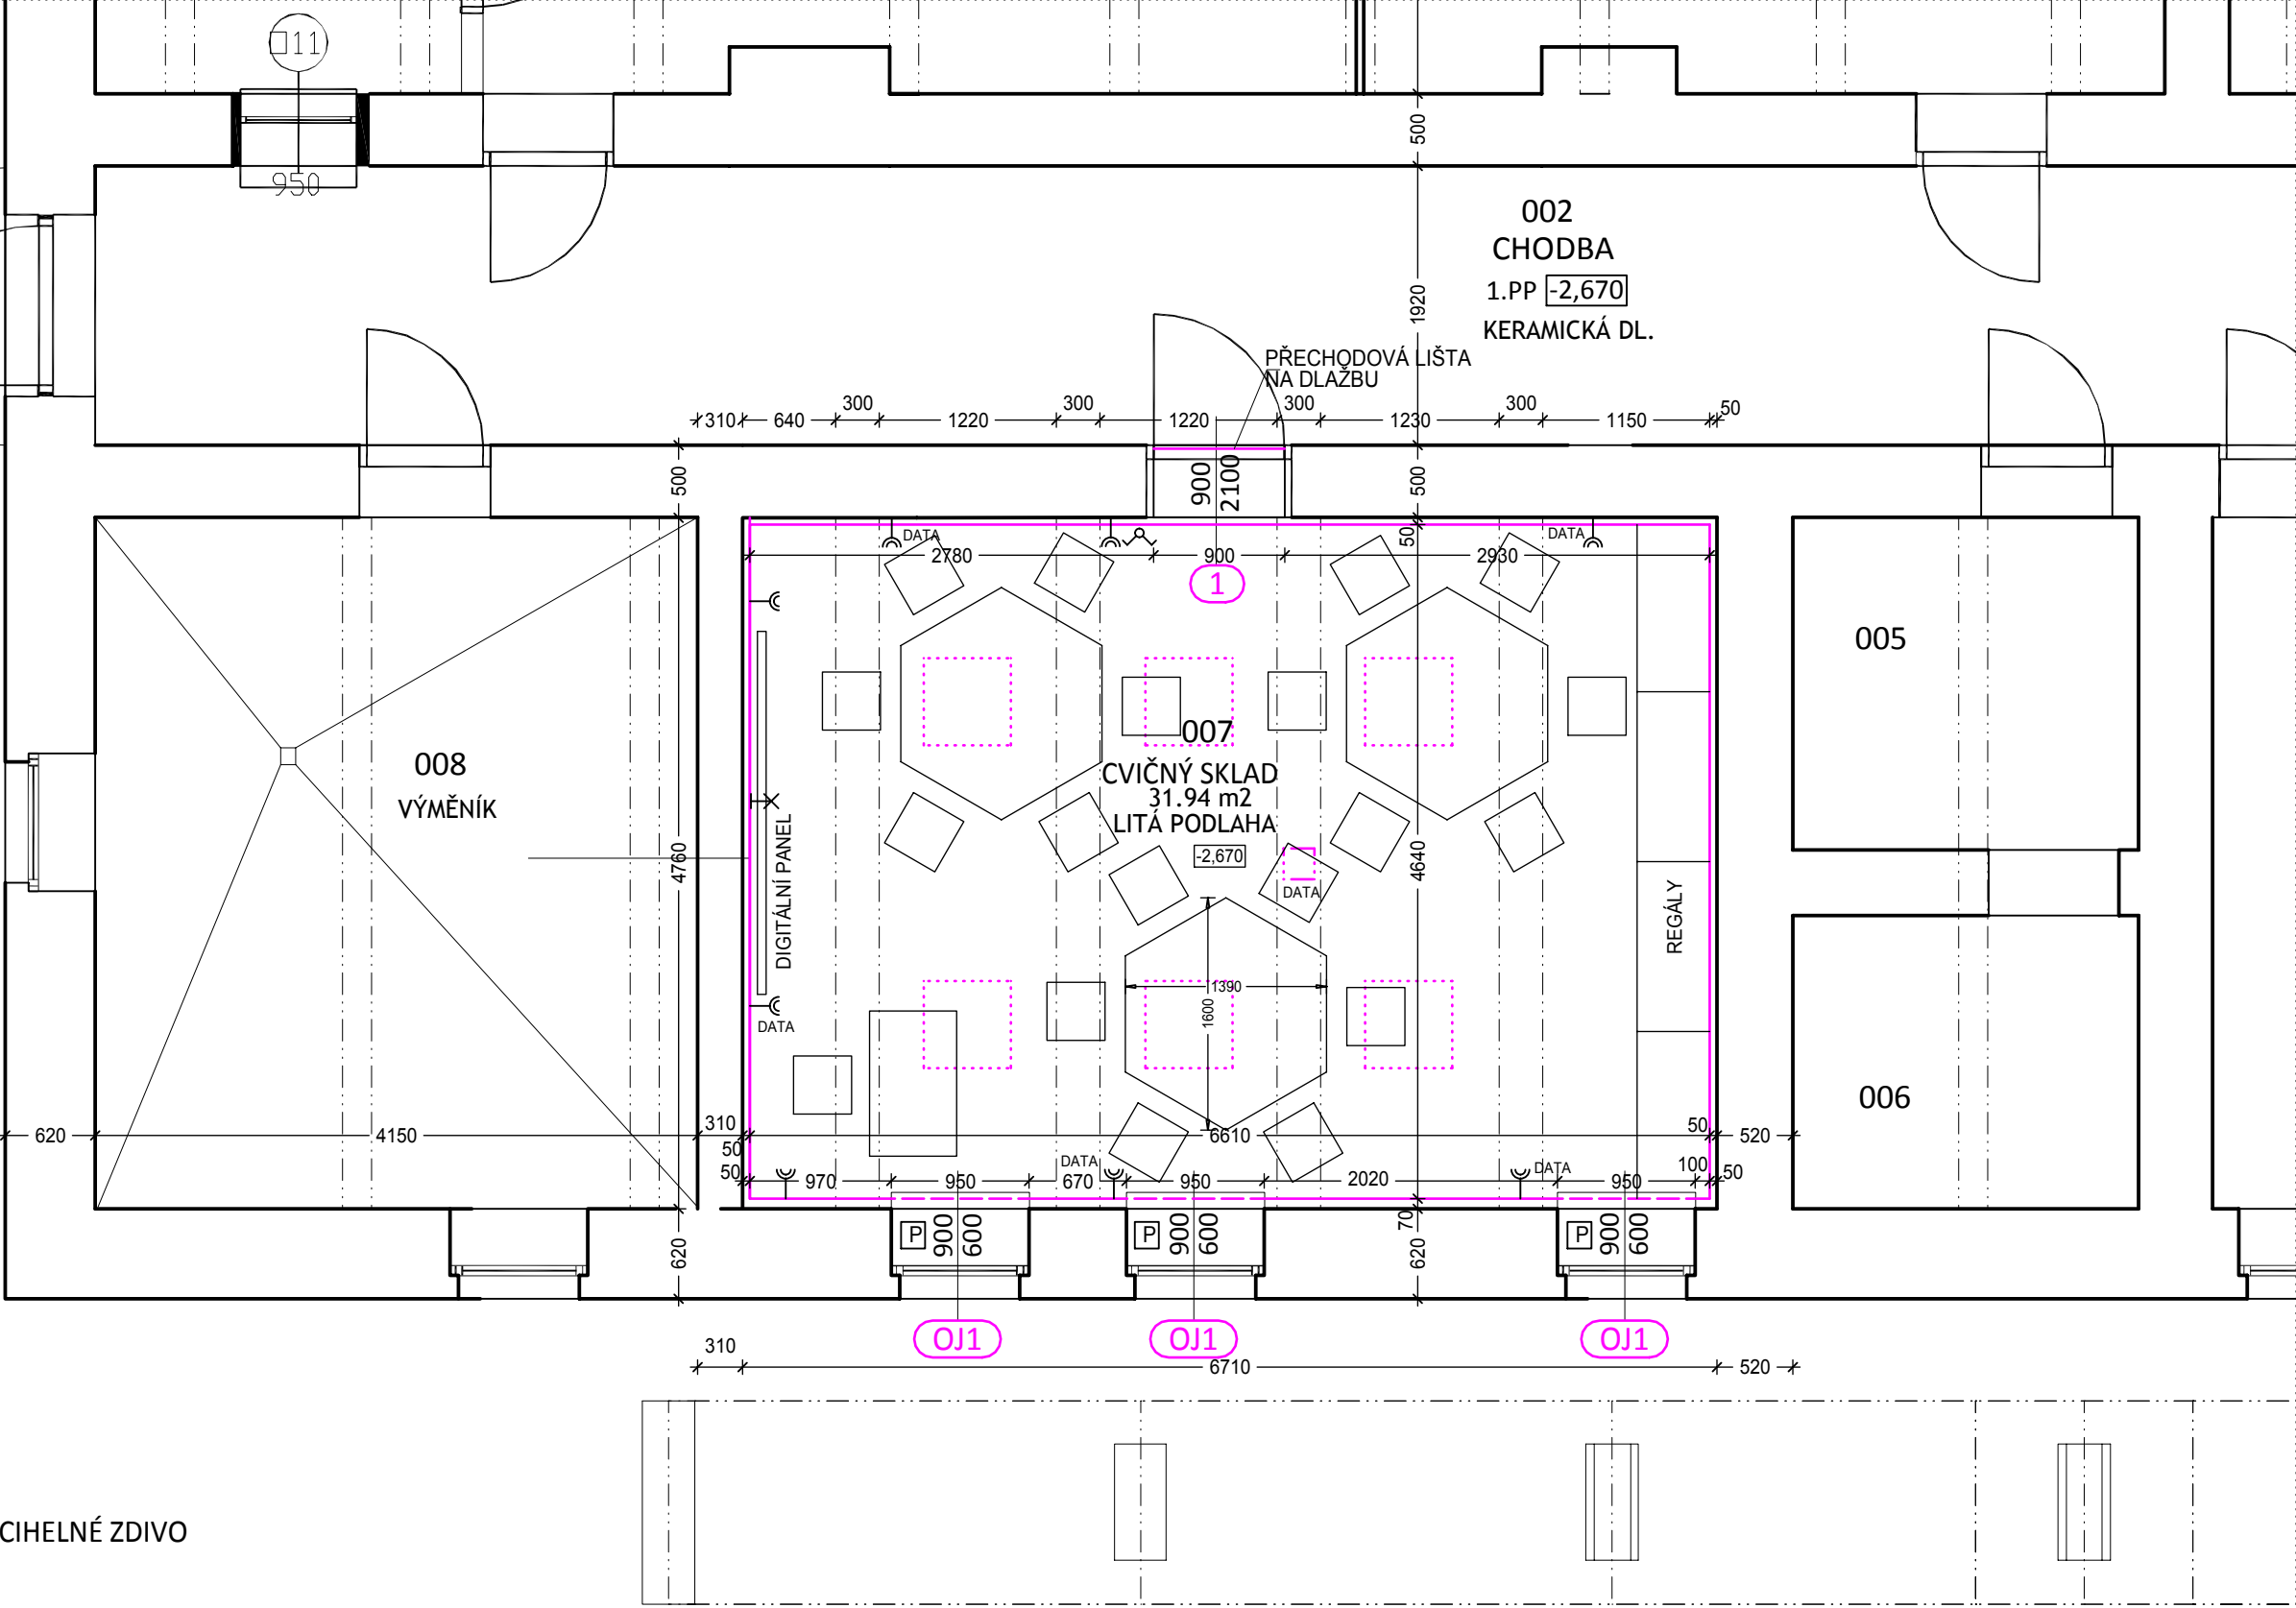 □11
950
500
002
CHODBA
1.PP -2,670
KERAMICKÁ DL.
1920
PŘECHODOVÁ LIŠTA
NA DLAŽBU
310 640 300 1220 300 1220 300 1230 300 1150 50
500
900
2100
500
50
DATA
DATA
2780 900 2930
1
005
007
CVIČNÝ SKLAD
31.94 m2
LITÁ PODLAHA
-2,670
008
VÝMĚNÍK
4760
DIGITÁLNÍ PANEL
4640
DATA
REGÁLY
1390
1600
DATA
006
620 4150 310 6610 50 520
50
50 970 950 670 950 2020 950 100 50
DATA
DATA
620
P 900
600
P 900
600
70
620
P 900
600
OJ1 OJ1 OJ1
310 6710 520
CIHELNÉ ZDIVO